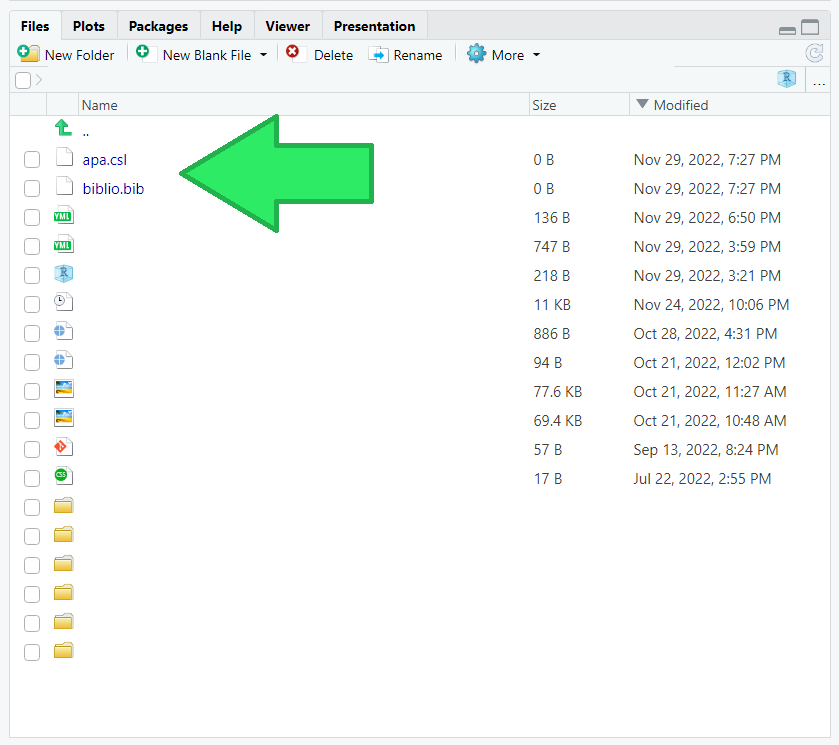 Files Plots Packages Help Viewer Presentation
New Folder New Blank File Delete Rename More
R ...
Name Size Modified
..
apa.csl 0 B Nov 29, 2022, 7:27 PM
biblio.bib 0 B Nov 29, 2022, 7:27 PM
YML 136 B Nov 29, 2022, 6:50 PM
YML 747 B Nov 29, 2022, 3:59 PM
R 218 B Nov 29, 2022, 3:21 PM
11 KB Nov 24, 2022, 10:06 PM
886 B Oct 28, 2022, 4:31 PM
94 B Oct 21, 2022, 12:02 PM
77.6 KB Oct 21, 2022, 11:27 AM
69.4 KB Oct 21, 2022, 10:48 AM
57 B Sep 13, 2022, 8:24 PM
CSS 17 B Jul 22, 2022, 2:55 PM